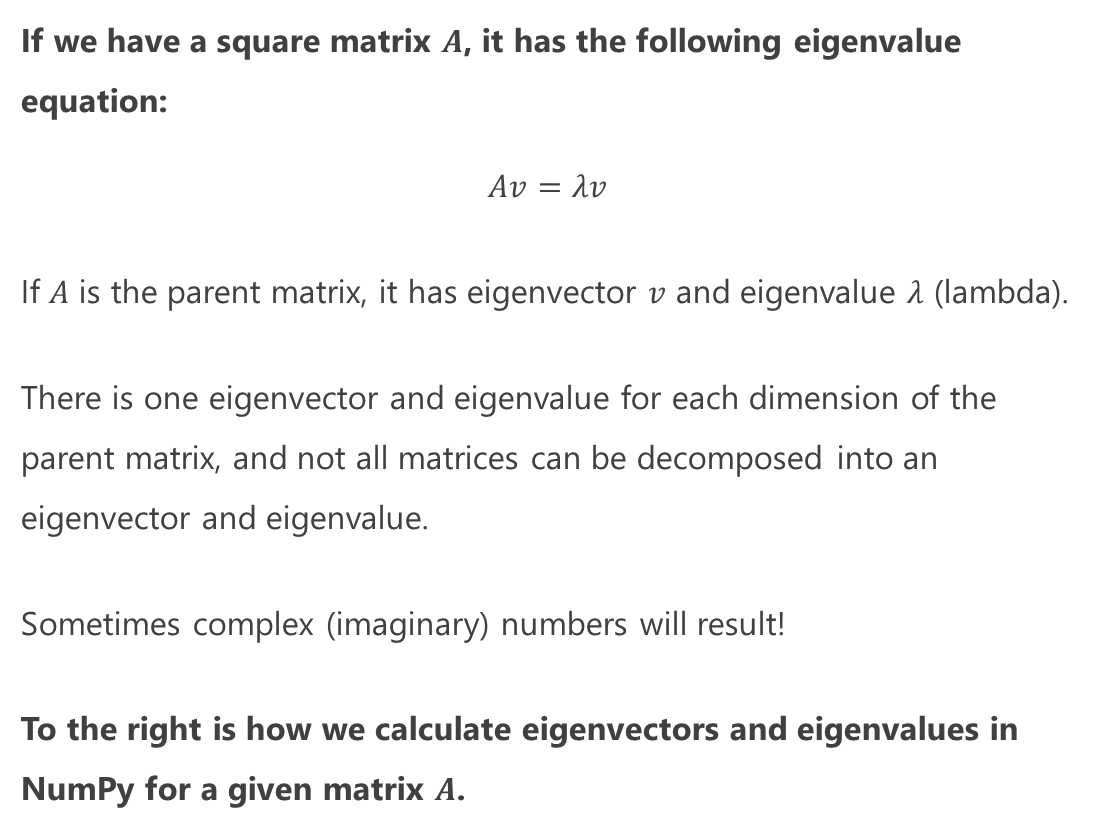 If we have a square matrix A, it has the following eigenvalue
equation:
Av = λv
If A is the parent matrix, it has eigenvector v and eigenvalue λ (lambda).
There is one eigenvector and eigenvalue for each dimension of the
parent matrix, and not all matrices can be decomposed into an
eigenvector and eigenvalue.
Sometimes complex (imaginary) numbers will result!
To the right is how we calculate eigenvectors and eigenvalues in
NumPy for a given matrix A.